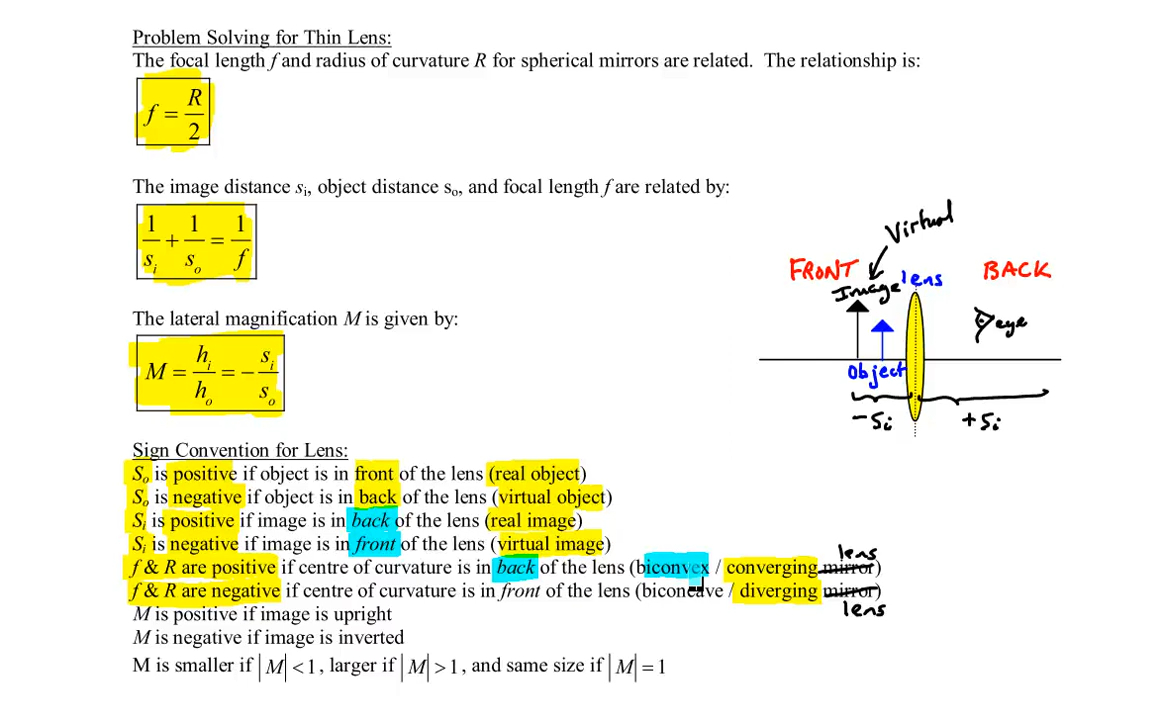 Problem Solving for Thin Lens:
The focal length f and radius of curvature R for spherical mirrors are related. The relationship is:
f = R/2
The image distance sᵢ, object distance sₒ, and focal length f are related by:
1/sᵢ + 1/sₒ = 1/f
Virtual
FRONT
BACK
Image
lens
The lateral magnification M is given by:
eye
M = hᵢ/hₒ = − sᵢ/sₒ
Object
−Sᵢ
+Sᵢ
Sign Convention for Lens:
Sₒ is positive if object is in front of the lens (real object)
Sₒ is negative if object is in back of the lens (virtual object)
Sᵢ is positive if image is in back of the lens (real image)
Sᵢ is negative if image is in front of the lens (virtual image)
lens
f & R are positive if centre of curvature is in back of the lens (biconvex / converging mirror)
f & R are negative if centre of curvature is in front of the lens (biconcave / diverging mirror)
lens
M is positive if image is upright
M is negative if image is inverted
M is smaller if |M| < 1, larger if |M| > 1, and same size if |M| = 1